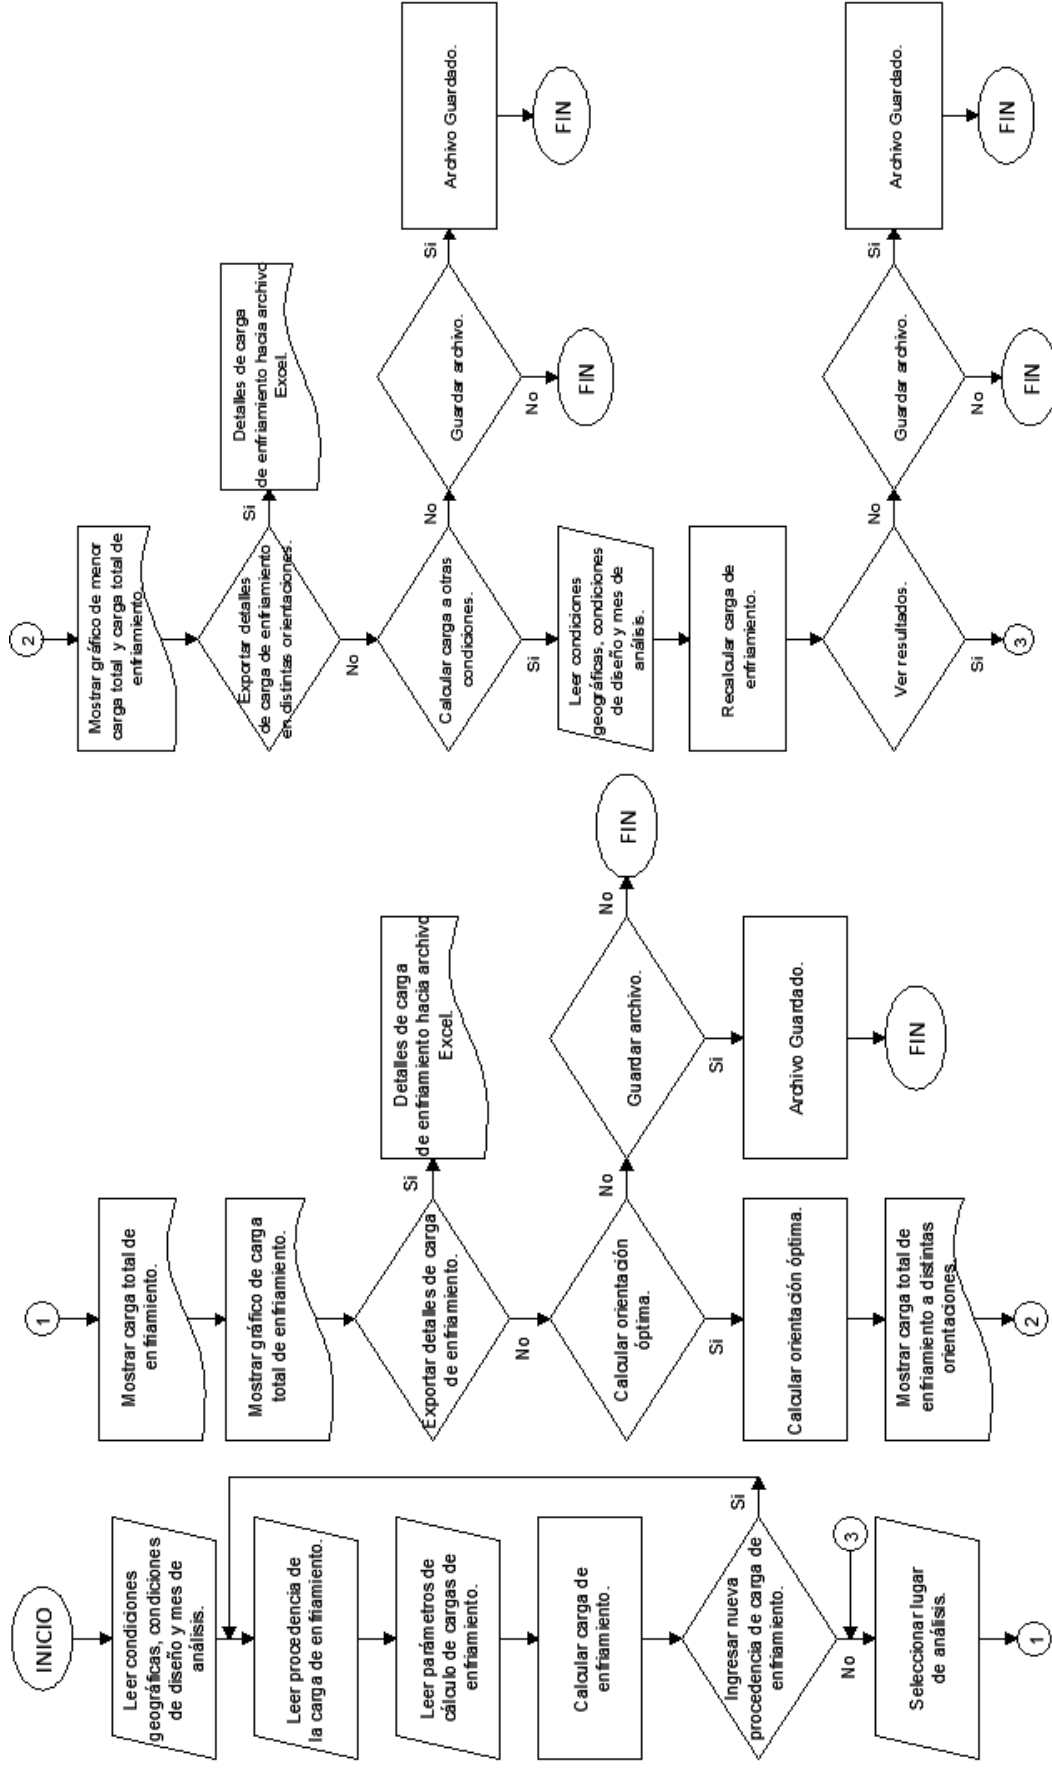 INICIO
Leer condiciones
geográficas, condiciones
de diseño y mes de
análisis.
Leer procedencia de
la carga de enfriamiento.
Leer parámetros de
cálculo de cargas de
enfriamiento.
Calcular carga de
enfriamiento.
Ingresar nueva
procedencia de carga de
enfriamiento.
Si
No
3
Seleccionar lugar
de análisis.
1
1
Mostrar carga total de
enfriamiento.
Mostrar gráfico de carga
total de enfriamiento.
Exportar detalles de carga
de enfriamiento.
Si
Detalles de carga
de enfriamiento hacia archivo
Excel.
No
Calcular orientación
óptima.
No
Guardar archivo.
No
FIN
Si
Archivo Guardado.
FIN
Si
Calcular orientación óptima.
Mostrar carga total de
enfriamiento a distintas
orientaciones.
2
2
Mostrar gráfico de menor
carga total y carga total de
enfriamiento.
Exportar detalles
de carga de enfriamiento
en distintas orientaciones.
Si
Detalles de carga
de enfriamiento hacia archivo
Excel.
No
Calcular carga a otras
condiciones.
No
Guardar archivo.
Si
Archivo Guardado.
FIN
No
FIN
Si
Leer condiciones
geográficas, condiciones
de diseño y mes de
análisis.
Recalcular carga de
enfriamiento.
Ver resultados.
No
Guardar archivo.
Si
Archivo Guardado.
FIN
No
FIN
Si
3